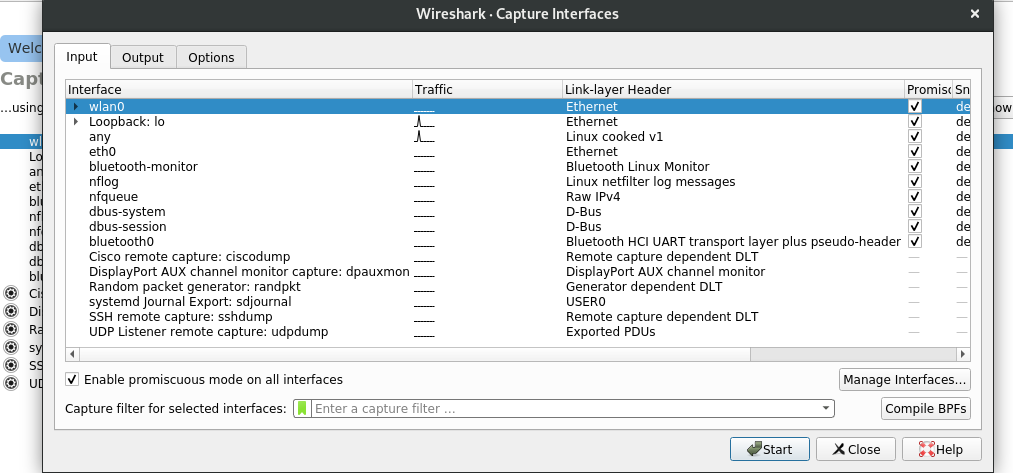 Wireshark · Capture Interfaces
Welc
Capt
...using
Input Output Options
Interface Traffic Link-layer Header Promisc Sn
wlan0 Ethernet de
Loopback: lo Ethernet de
any Linux cooked v1 de
eth0 Ethernet de
bluetooth-monitor Bluetooth Linux Monitor de
nflog Linux netfilter log messages de
nfqueue Raw IPv4 de
dbus-system D-Bus de
dbus-session D-Bus de
bluetooth0 Bluetooth HCI UART transport layer plus pseudo-header de
Cisco remote capture: ciscodump Remote capture dependent DLT — —
DisplayPort AUX channel monitor capture: dpauxmon DisplayPort AUX channel monitor — —
Random packet generator: randpkt Generator dependent DLT — —
systemd Journal Export: sdjournal USER0 — —
SSH remote capture: sshdump Remote capture dependent DLT — —
UDP Listener remote capture: udpdump Exported PDUs — —
Enable promiscuous mode on all interfaces
Manage Interfaces...
Capture filter for selected interfaces: Enter a capture filter ...
Compile BPFs
Start Close Help
wl
Lo
an
et
blu
nfl
nf
db
db
blu
Cis
Di
Ra
sy
SS
UD
ow